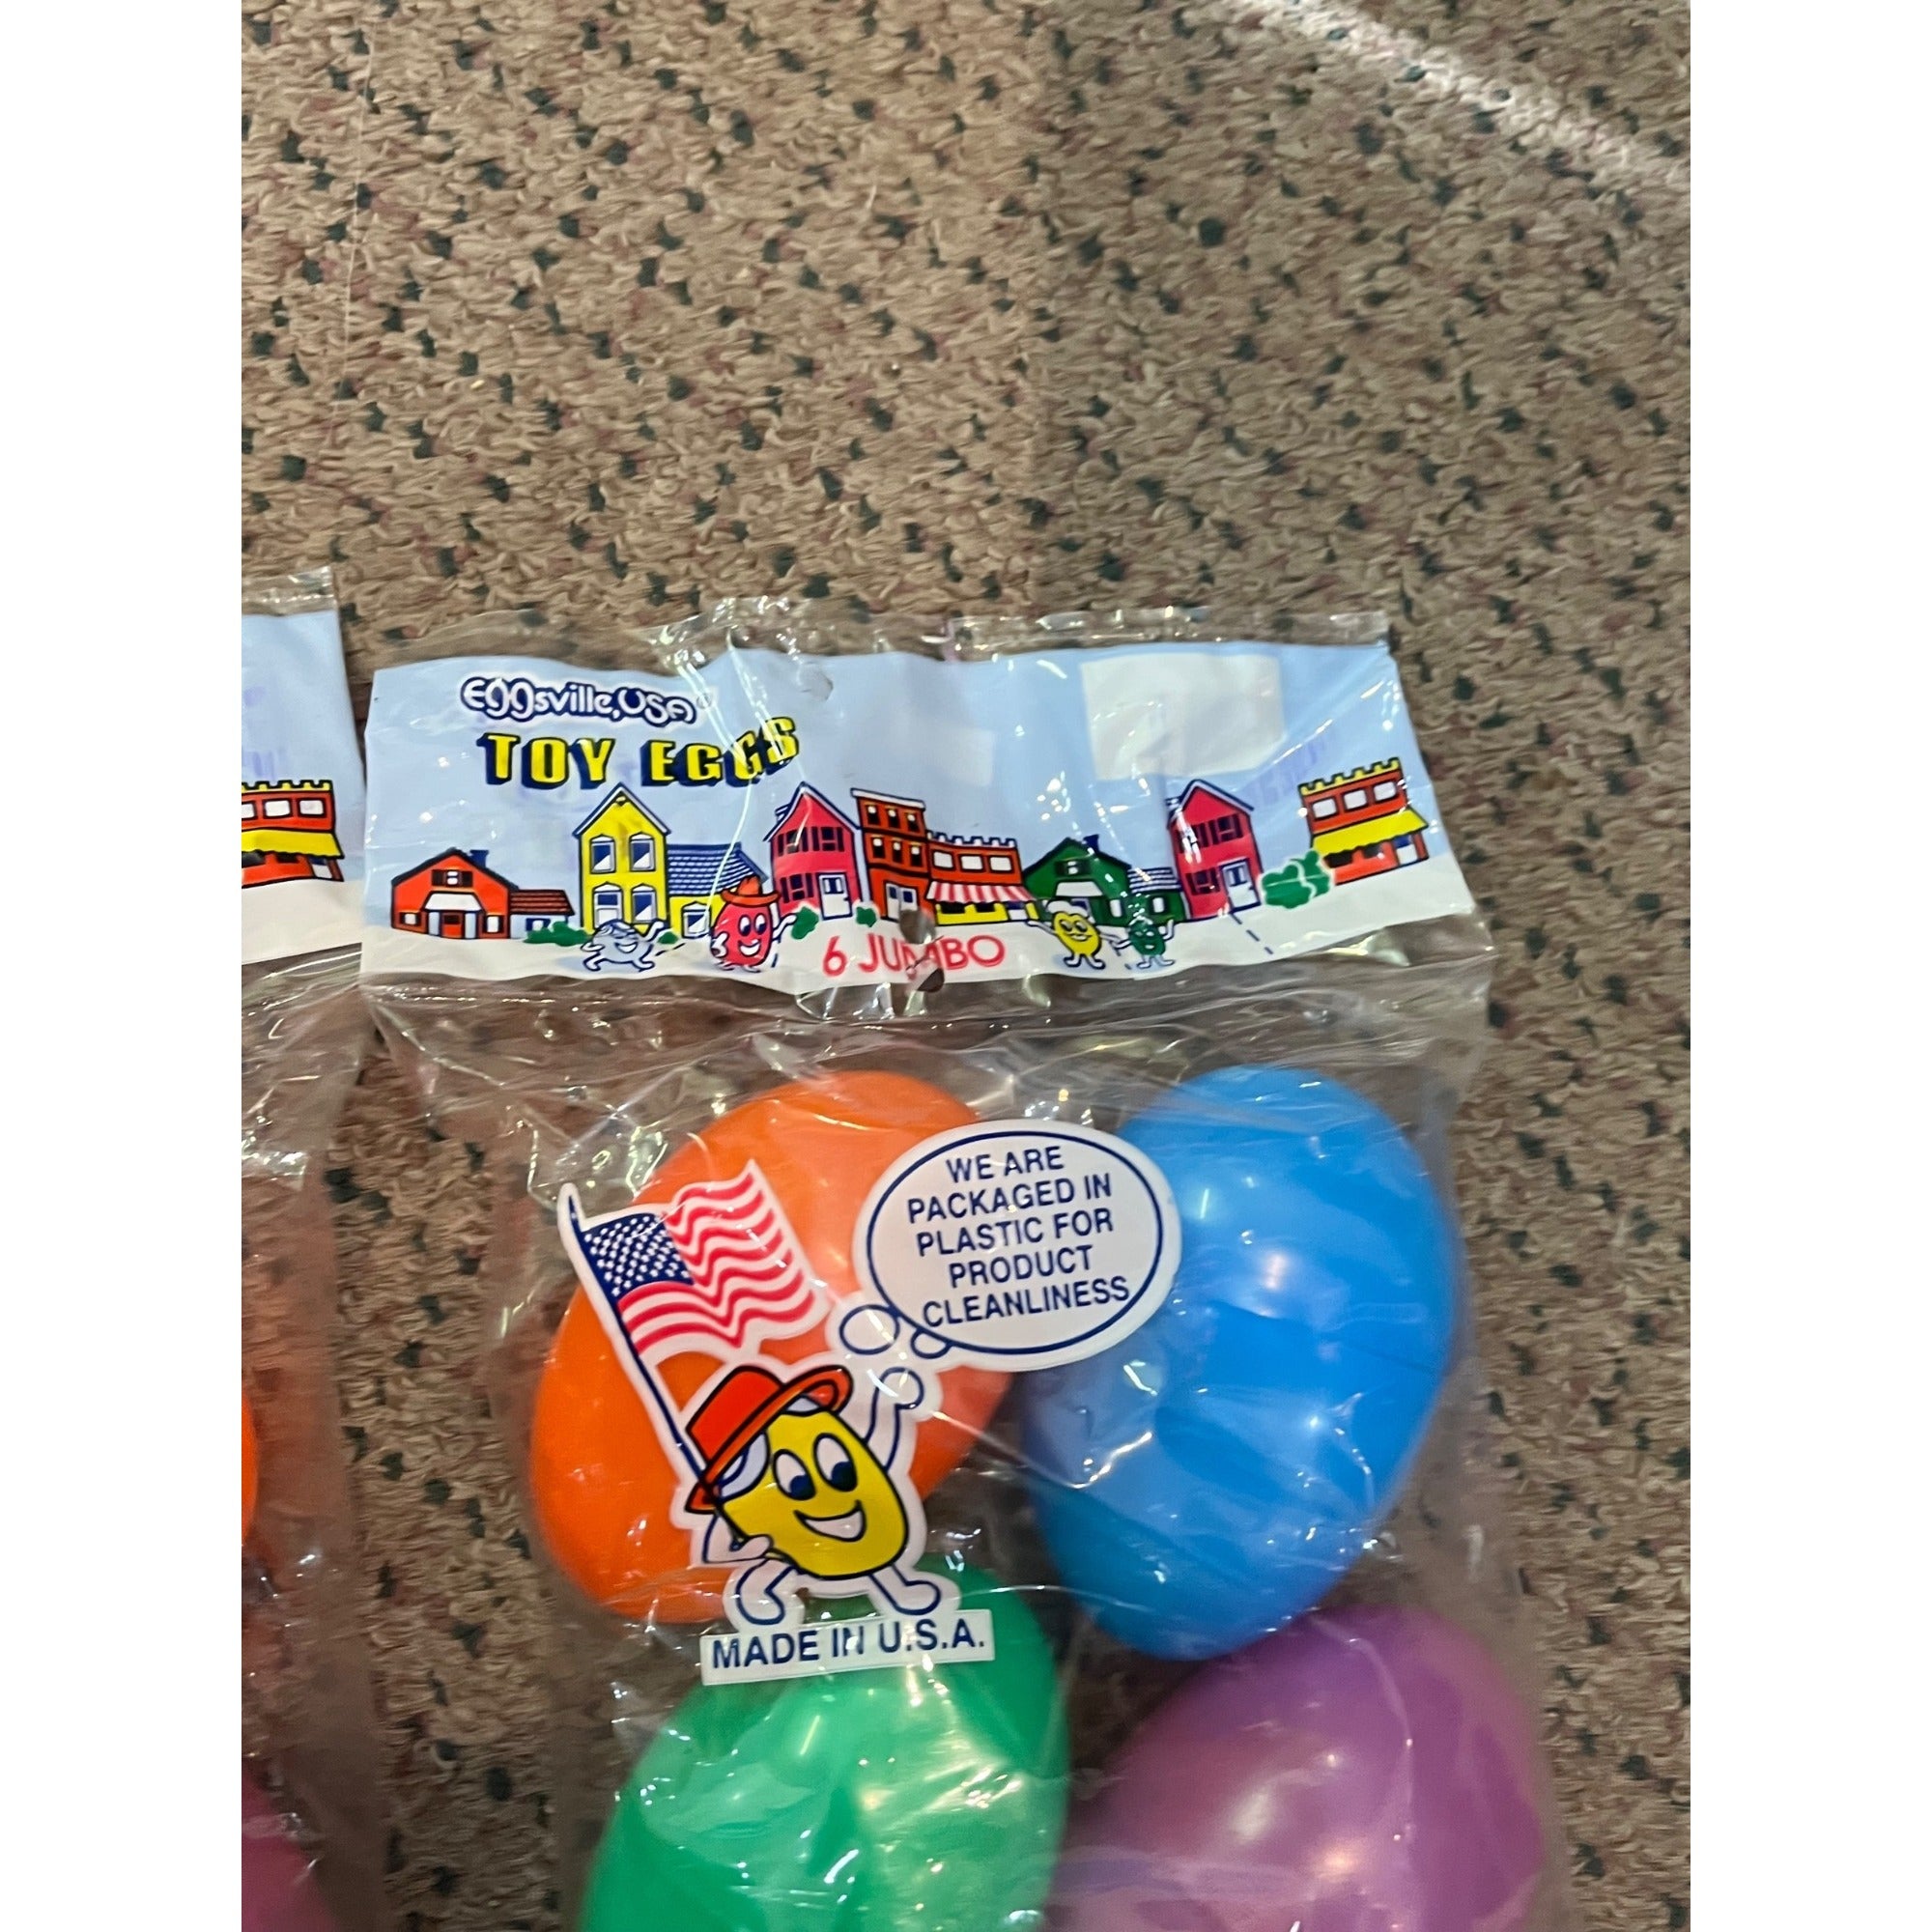 Eggsville, USA®
TOY EGGS
6 JUMBO
WE ARE
PACKAGED IN
PLASTIC FOR
PRODUCT
CLEANLINESS
MADE IN U.S.A.